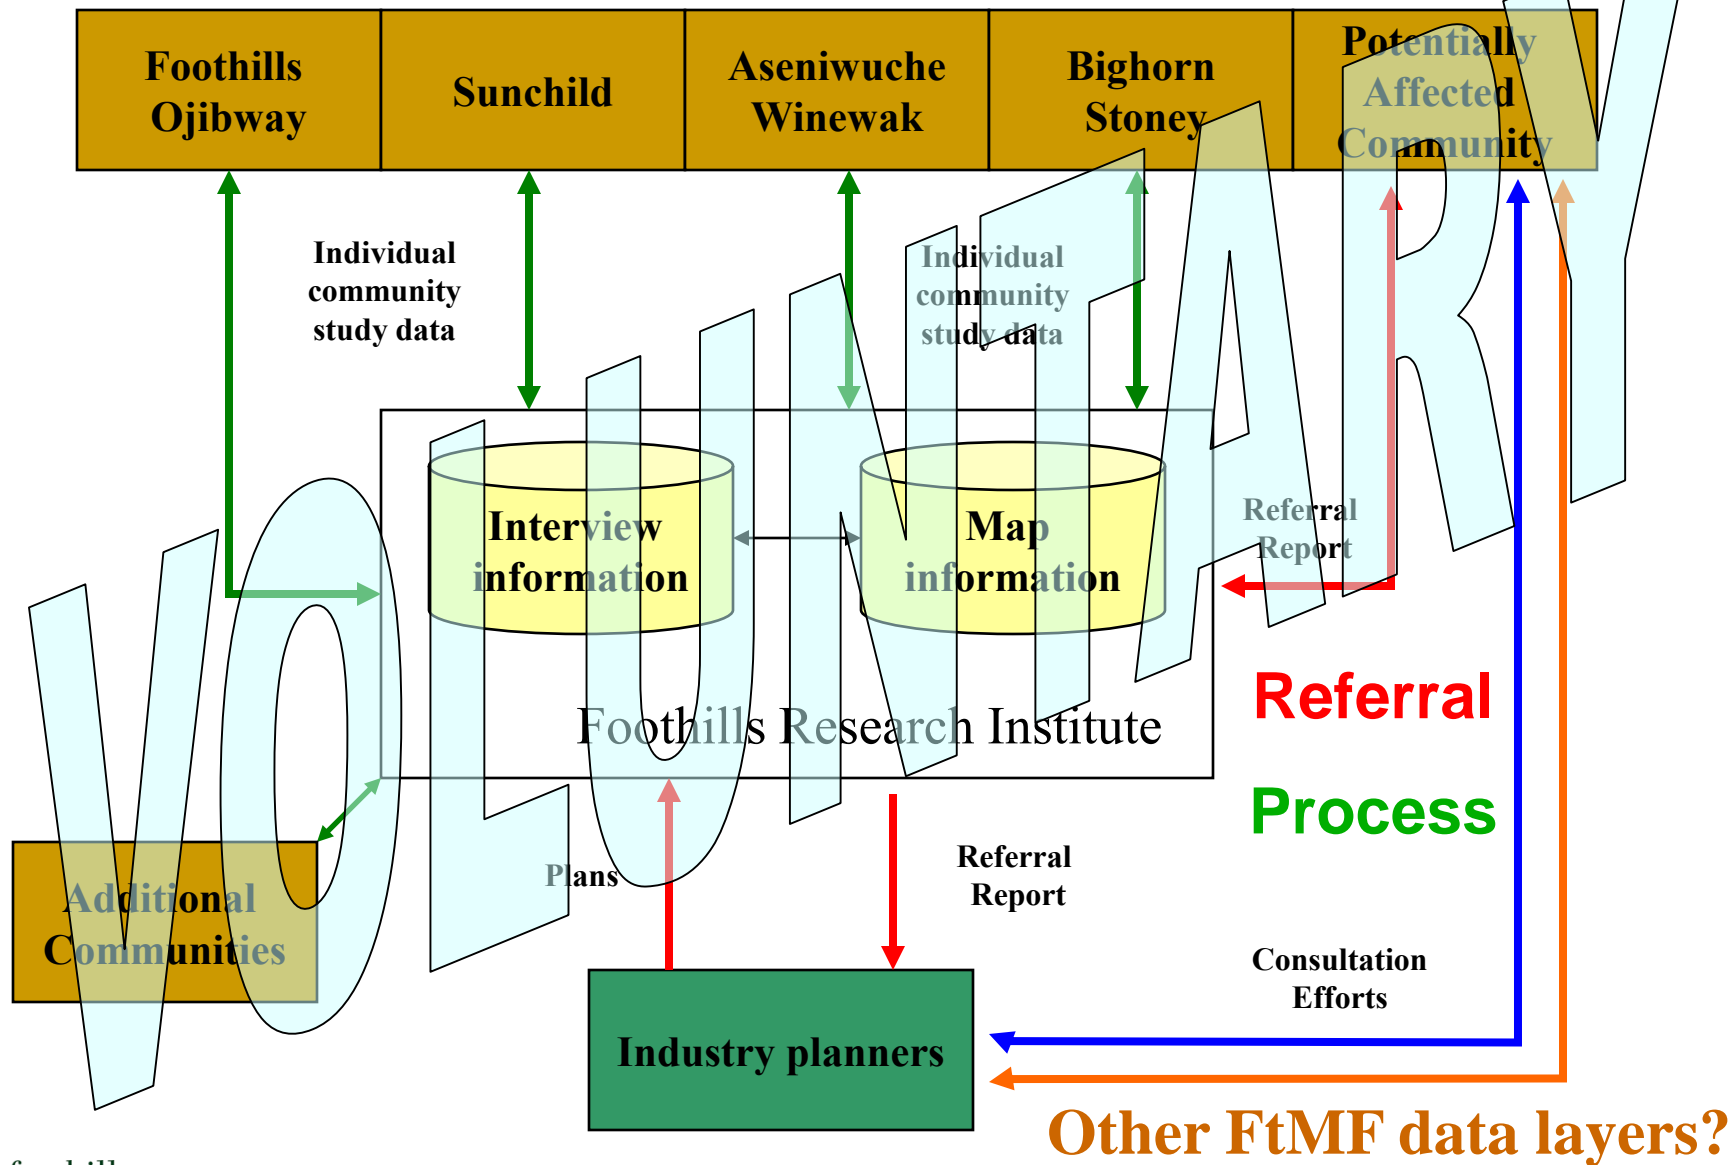 Foothills
Ojibway
Sunchild
Aseniwuche
Winewak
Bighorn
Stoney
Potentially
Affected
Community
Individual
community
study data
Individual
community
study data
Interview
information
Map
information
Referral
Report
Foothills Research Institute
Referral
Process
Additional
Communities
Plans
Referral
Report
Consultation
Efforts
Industry planners
Other FtMF data layers?
VOLUNTARY